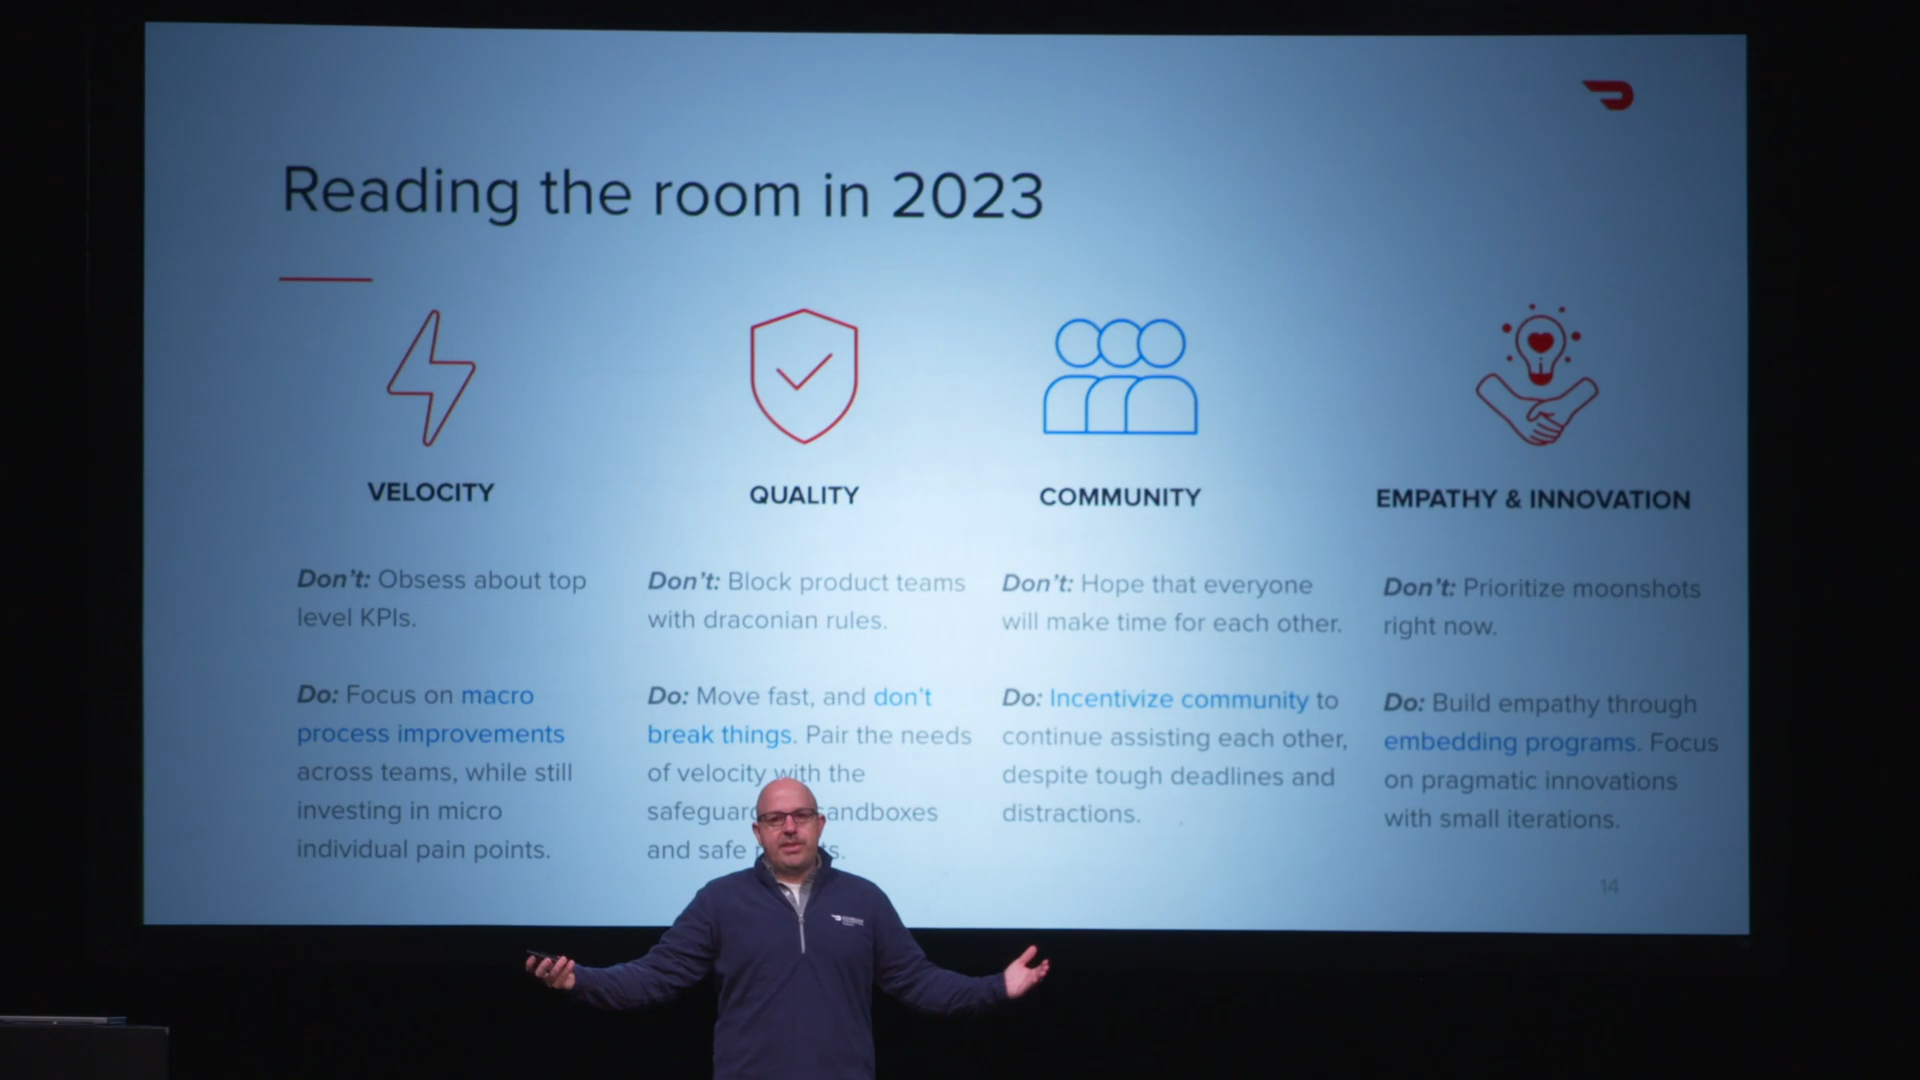 Reading the room in 2023
VELOCITY
Don't: Obsess about top
level KPIs.
Do: Focus on macro
process improvements
across teams, while still
investing in micro
individual pain points.
QUALITY
Don't: Block product teams
with draconian rules.
Do: Move fast, and don't
break things. Pair the needs
of velocity with the
and safe
COMMUNITY
Don't: Hope that everyone
will make time for each other.
Do: Incentivize community to
continue assisting each other,
despite tough deadlines and
distractions.
EMPATHY & INNOVATION
Don't: Prioritize moonshots
right now.
Do: Build empathy through
embedding programs. Focus
on pragmatic innovations
with small iterations.
14